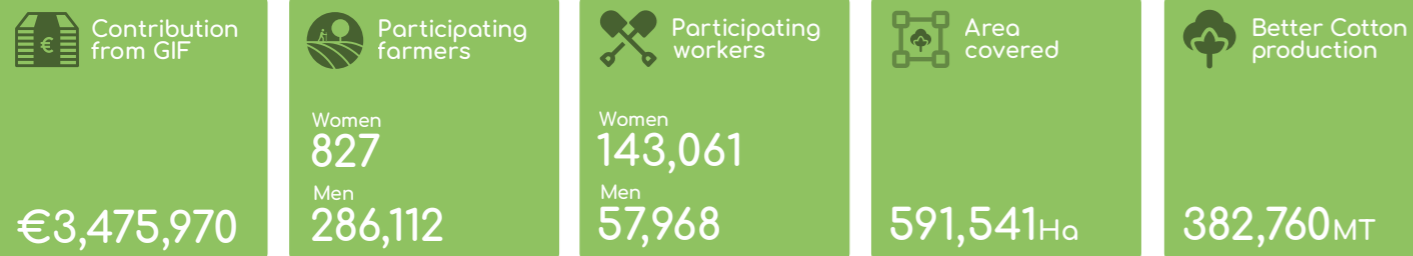 €
Contribution
from GIF
€3,475,970
Participating
farmers
Women
827
Men
286,112
Participating
workers
Women
143,061
Men
57,968
Area
covered
591,541Ha
Better Cotton
production
382,760MT